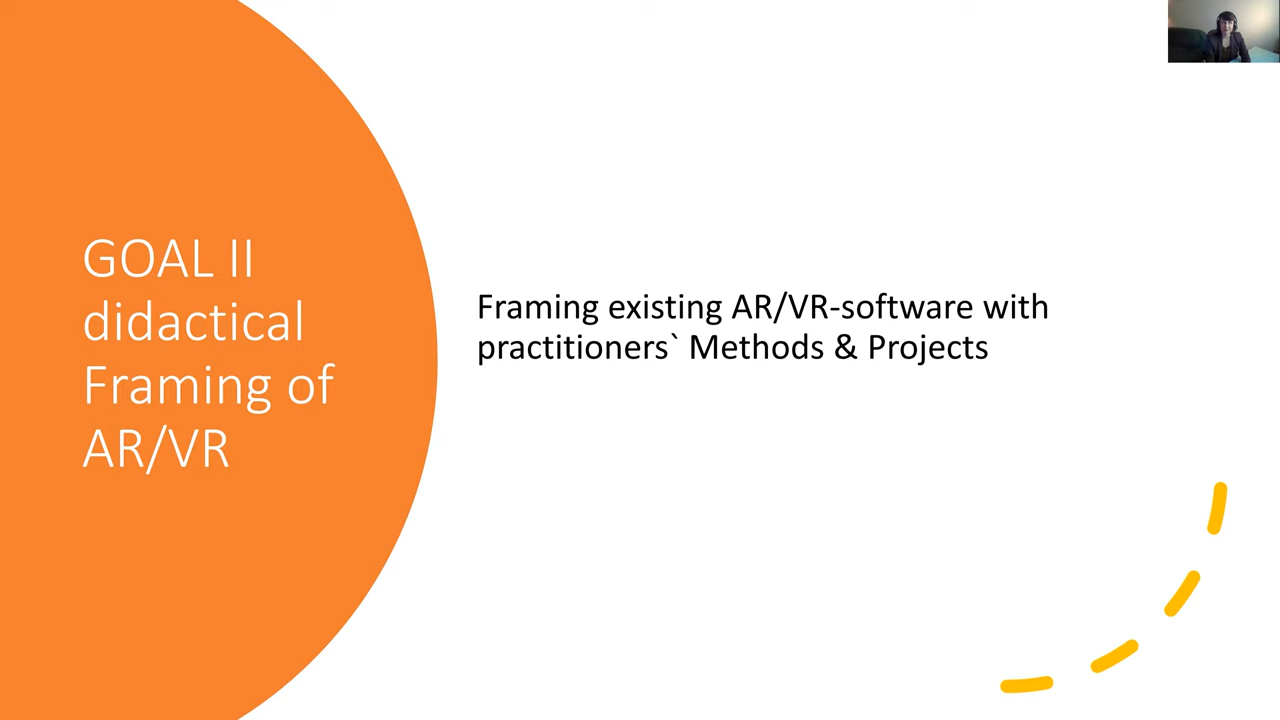 GOAL II
didactical
Framing of
AR/VR
Framing existing AR/VR-software with
practitioners` Methods & Projects